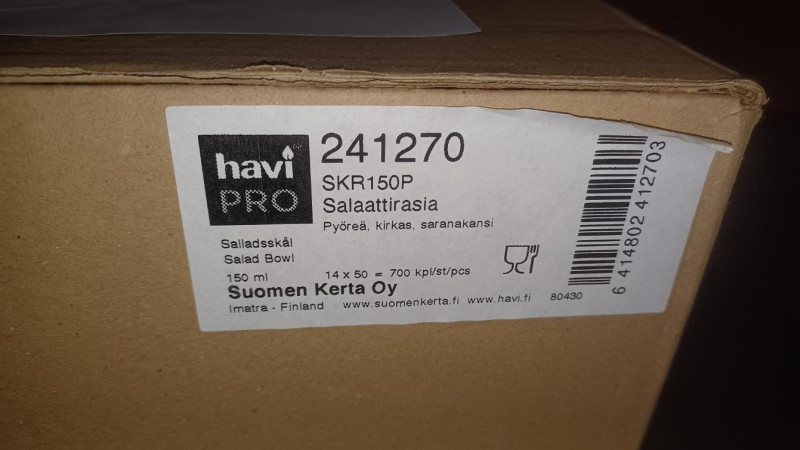 havi
PRO
241270
SKR150P
Salaattirasia
Pyöreä, kirkas, saranakansi
Salladsskål
Salad Bowl
150 ml 14 x 50 = 700 kpl/st/pcs
Suomen Kerta Oy
Imatra - Finland www.suomenkerta.fi www.havi.fi 80430
6 414802 412703